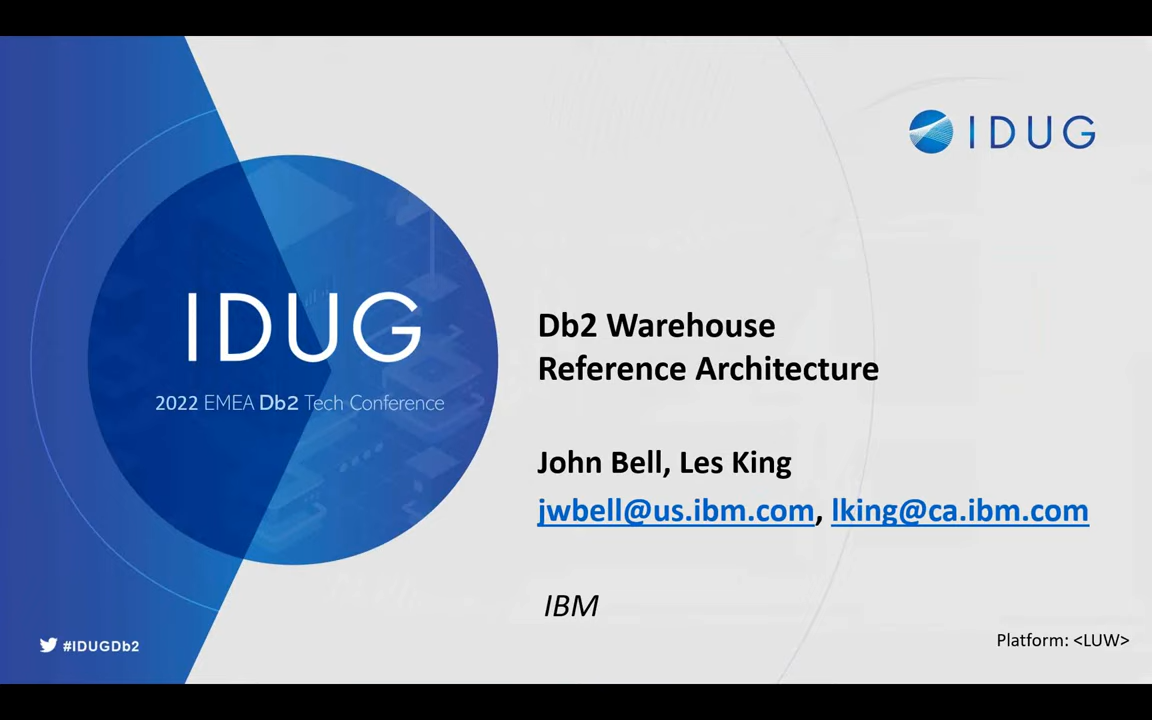 IDUG
IDUG
2022 EMEA Db2 Tech Conference
Db2 Warehouse
Reference Architecture
John Bell, Les King
jwbell@us.ibm.com, lking@ca.ibm.com
IBM
#IDUGDb2
Platform: <LUW>